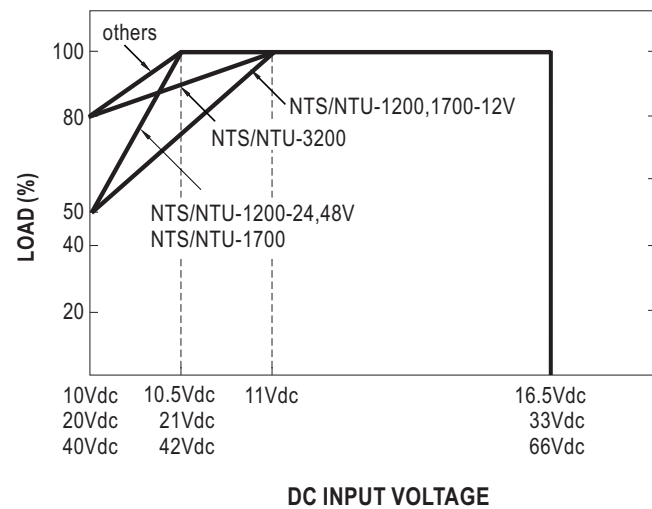 others
100
80
50
40
20
LOAD (%)
NTS/NTU-1200,1700-12V
NTS/NTU-3200
NTS/NTU-1200-24,48V
NTS/NTU-1700
10Vdc
20Vdc
40Vdc
10.5Vdc
21Vdc
42Vdc
11Vdc
16.5Vdc
33Vdc
66Vdc
DC INPUT VOLTAGE